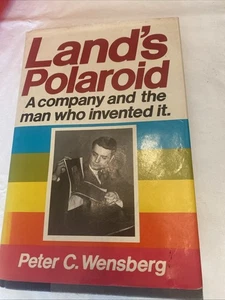 Land's
Polaroid
A company and the
man who invented it.
Peter C. Wensberg